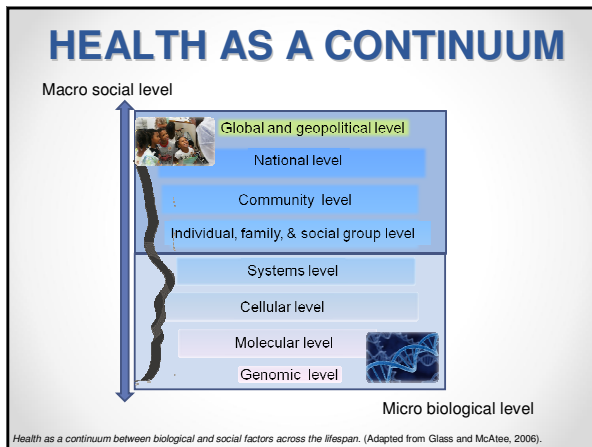 HEALTH AS A CONTINUUM
Macro social level
Global and geopolitical level
National level
Community level
Individual, family, & social group level
Systems level
Cellular level
Molecular level
Genomic level
Micro biological level
Health as a continuum between biological and social factors across the lifespan. (Adapted from Glass and McAtee, 2006).